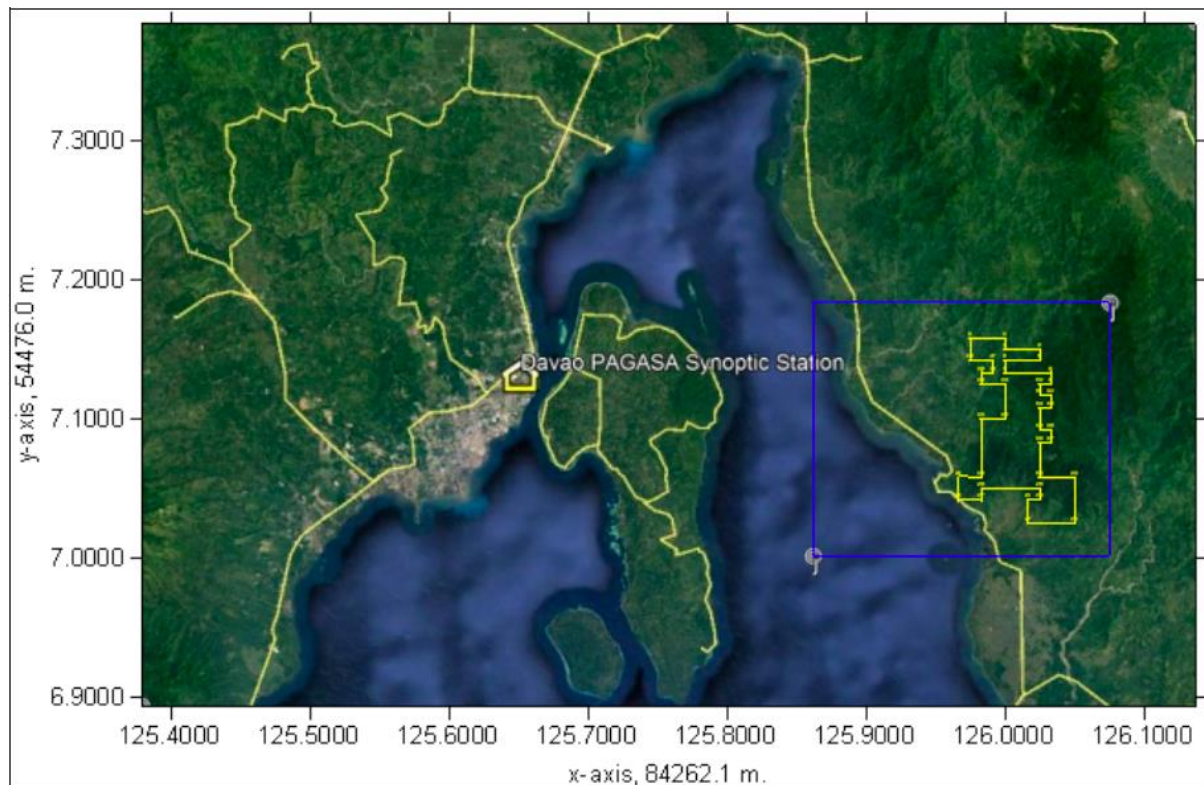 7.3000
7.2000
Davao PAGASA Synoptic Station
7.1000
7.0000
6.9000
y-axis, 54476.0 m.
125.4000 125.5000 125.6000 125.7000 125.8000 125.9000 126.0000 126.1000
x-axis, 84262.1 m.